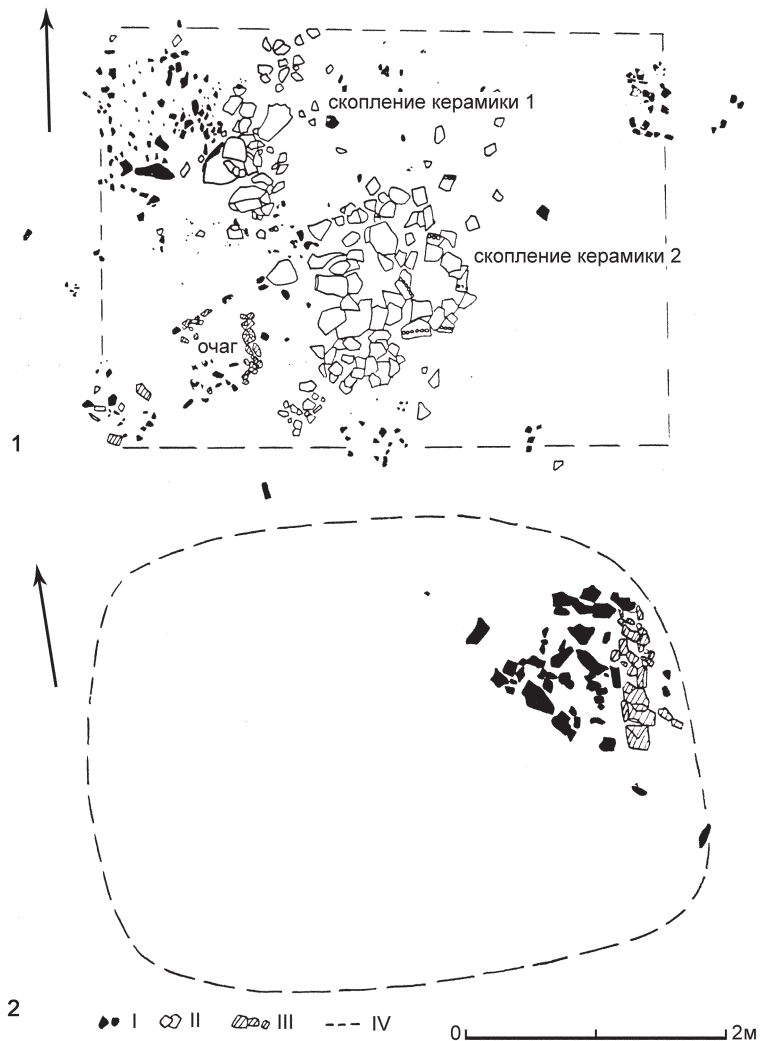 скопление керамики 1
скопление керамики 2
очаг
1
2
I II III IV
0 2м